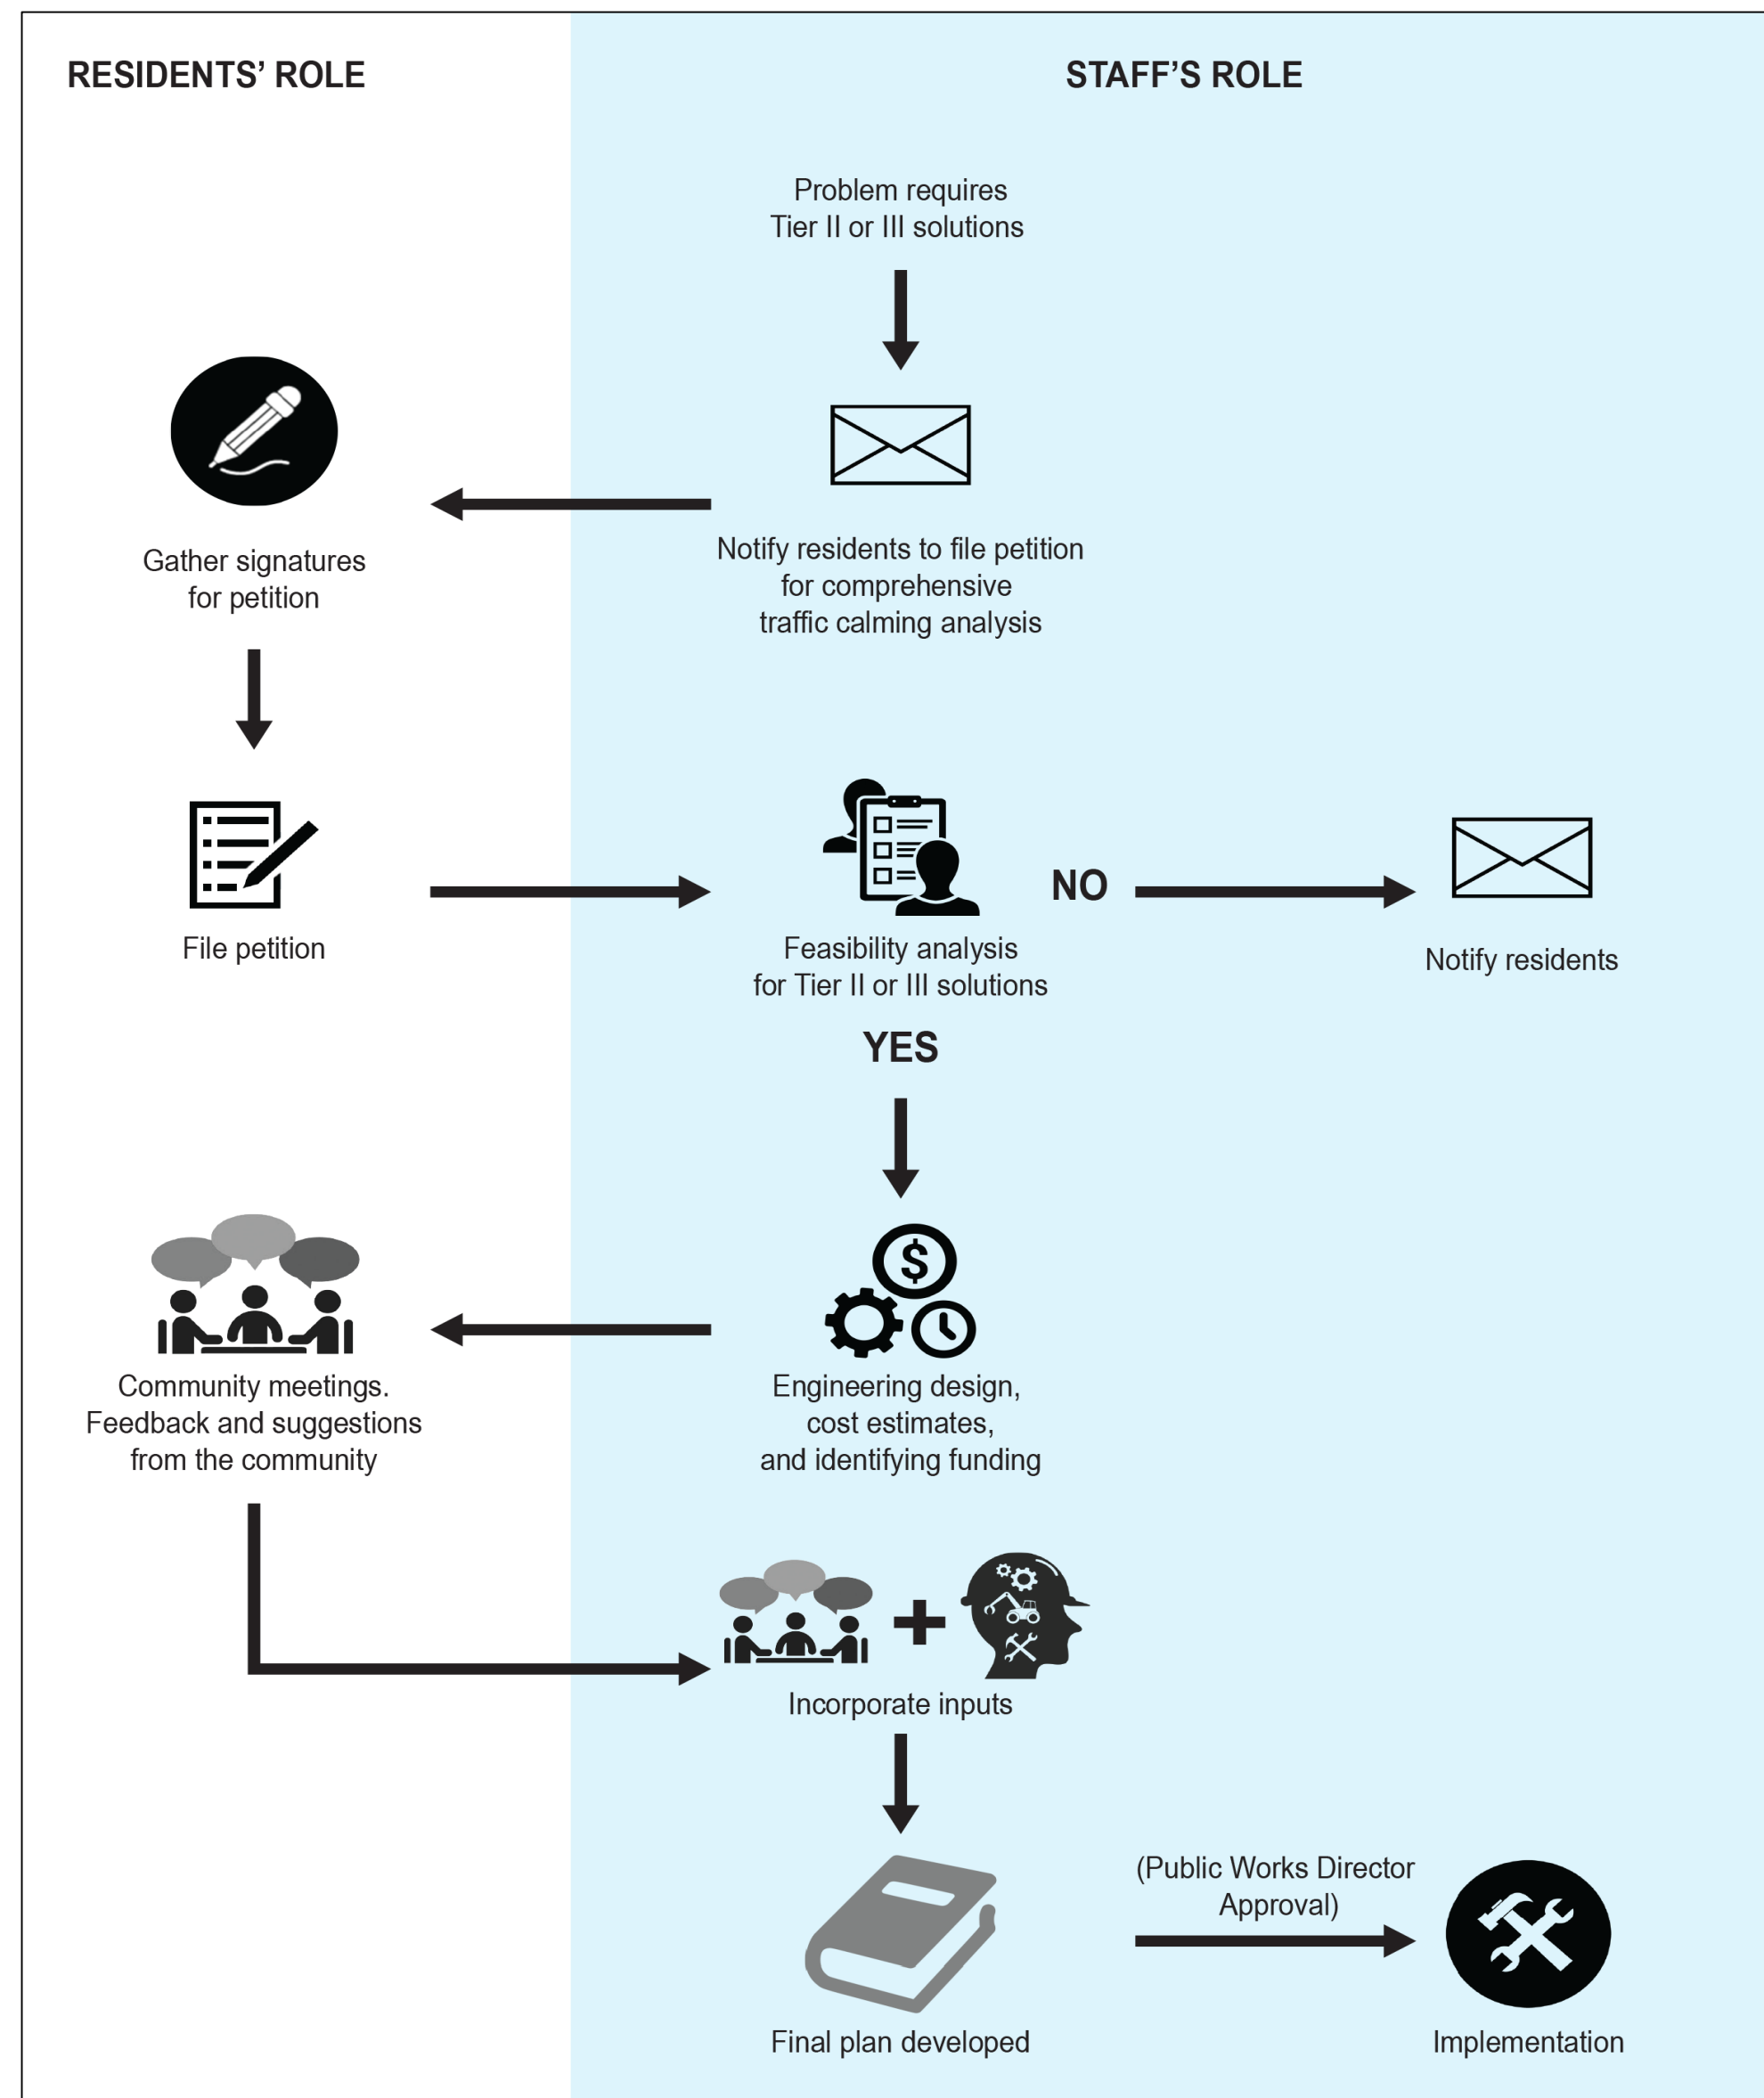 RESIDENTS’ ROLE
STAFF’S ROLE
Problem requires
Tier II or III solutions
Notify residents to file petition
for comprehensive
traffic calming analysis
Gather signatures
for petition
File petition
Feasibility analysis
for Tier II or III solutions
NO
Notify residents
YES
Engineering design,
cost estimates,
and identifying funding
$
Community meetings.
Feedback and suggestions
from the community
Incorporate inputs
Final plan developed
(Public Works Director
Approval)
Implementation